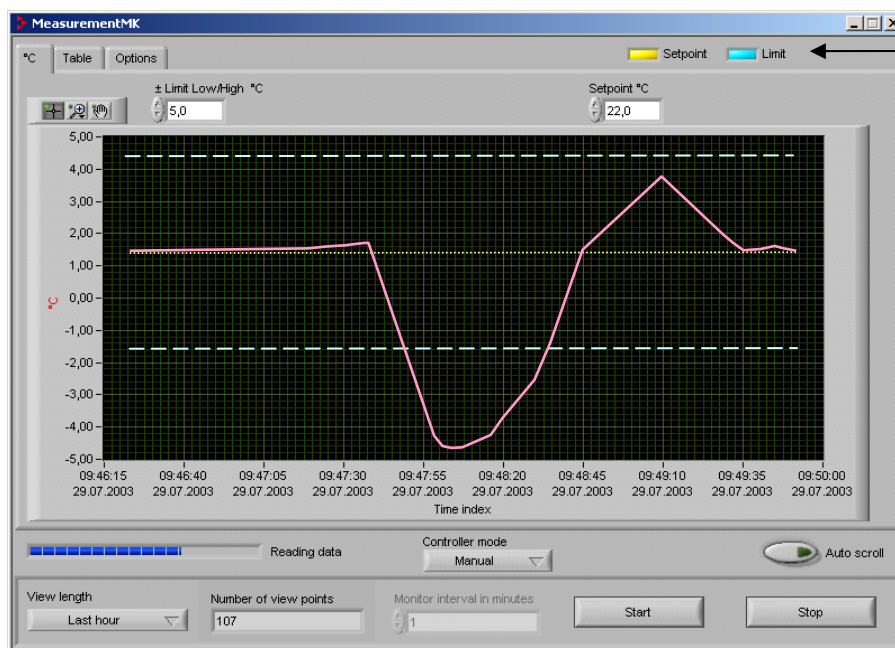 MeasurementMK
°C Table Options Setpoint Limit
± Limit Low/High °C Setpoint °C
5,0 22,0
5,00
4,00
3,00
2,00
1,00
0,00
-1,00
-2,00
-3,00
-4,00
-5,00
°C
09:46:15 09:46:40 09:47:05 09:47:30 09:47:55 09:48:20 09:48:45 09:49:10 09:49:35 09:50:00
29.07.2003 29.07.2003 29.07.2003 29.07.2003 29.07.2003 29.07.2003 29.07.2003 29.07.2003 29.07.2003 29.07.2003
Time index
Reading data
Controller mode
Manual
Auto scroll
View length Number of view points Monitor interval in minutes
Last hour 107 1 Start Stop